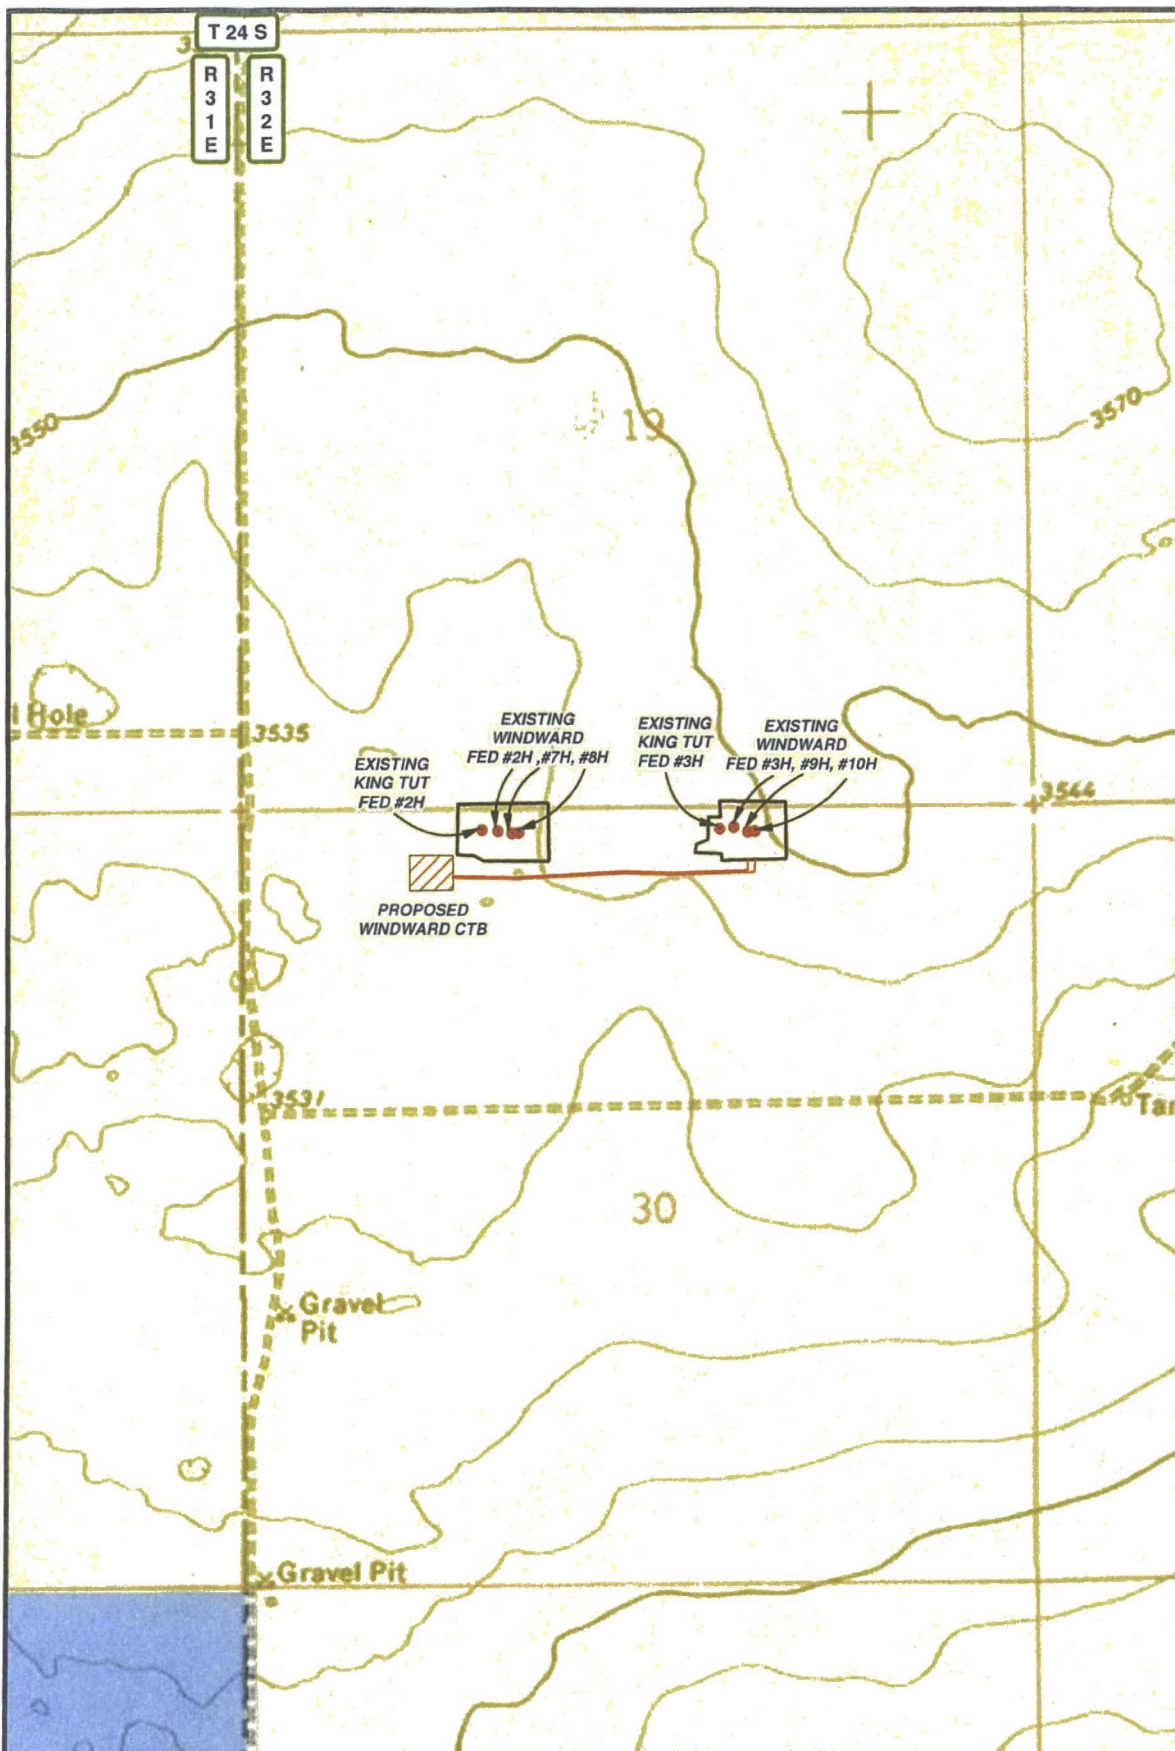 T 24 S
R
3
1
E
R
3
2
E
3550
19
3570
l Hole
3535
EXISTING
WINDWARD
FED #2H ,#7H, #8H
EXISTING
KING TUT
FED #3H
EXISTING
WINDWARD
FED #3H, #9H, #10H
EXISTING
KING TUT
FED #2H
3544
PROPOSED
WINDWARD CTB
3531
Tar
30
Gravel
Pit
Gravel Pit